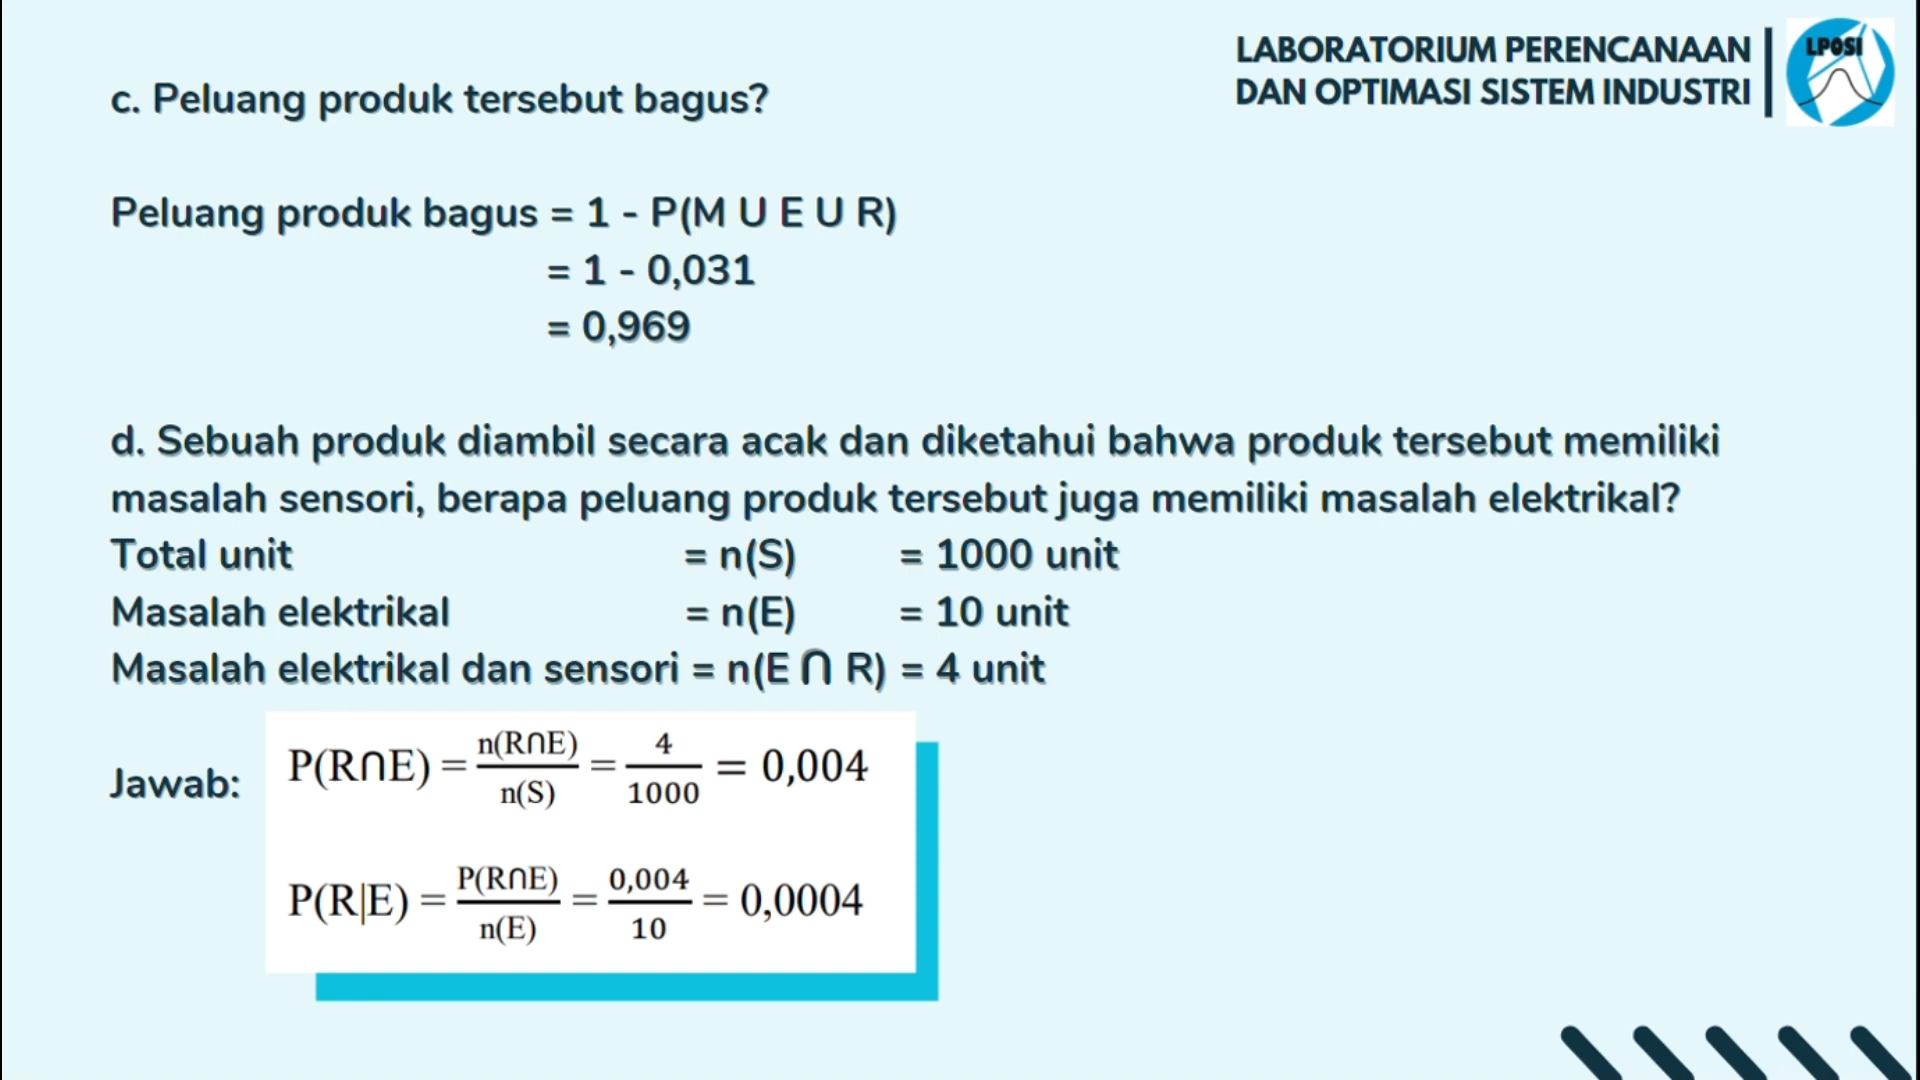 LABORATORIUM PERENCANAAN
DAN OPTIMASI SISTEM INDUSTRI
LPOSI
c. Peluang produk tersebut bagus?
Peluang produk bagus = 1 - P(M U E U R)
= 1 - 0,031
= 0,969
d. Sebuah produk diambil secara acak dan diketahui bahwa produk tersebut memiliki
masalah sensori, berapa peluang produk tersebut juga memiliki masalah elektrikal?
Total unit = n(S) = 1000 unit
Masalah elektrikal = n(E) = 10 unit
Masalah elektrikal dan sensori = n(E ∩ R) = 4 unit
Jawab:
P(R∩E) = n(R∩E)/n(S) = 4/1000 = 0,004
P(R|E) = P(R∩E)/n(E) = 0,004/10 = 0,0004